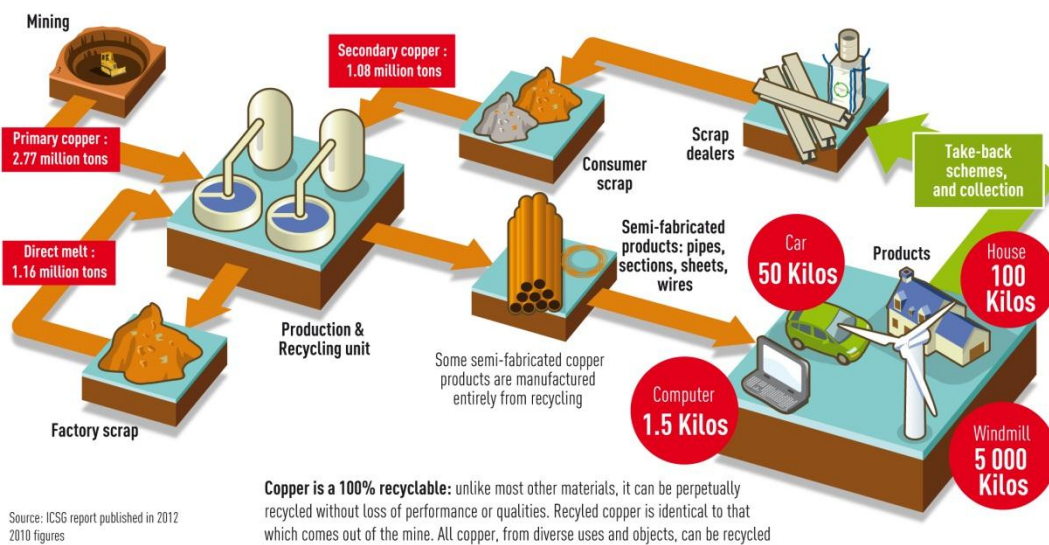 Mining
Primary copper :
2.77 million tons
Direct melt :
1.16 million tons
Factory scrap
Production &
Recycling unit
Secondary copper :
1.08 million tons
Consumer
scrap
Scrap
dealers
Take-back
schemes,
and collection
Semi-fabricated
products: pipes,
sections, sheets,
wires
Some semi-fabricated copper
products are manufactured
entirely from recycling
Products
Car
50 Kilos
House
100
Kilos
Computer
1.5 Kilos
Windmill
5 000
Kilos
Copper is a 100% recyclable: unlike most other materials, it can be perpetually
recycled without loss of performance or qualities. Recyled copper is identical to that
which comes out of the mine. All copper, from diverse uses and objects, can be recycled
Source: ICSG report published in 2012
2010 figures